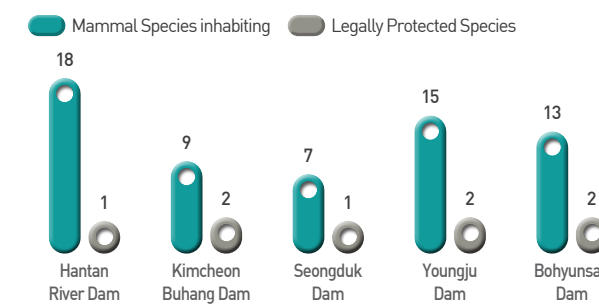 Mammal Species inhabiting Legally Protected Species
18 1 9 2 7 1 15 2 13 2
Hantan Kimcheon Seongduk Youngju Bohyunsa
River Dam Buhang Dam Dam Dam Dam